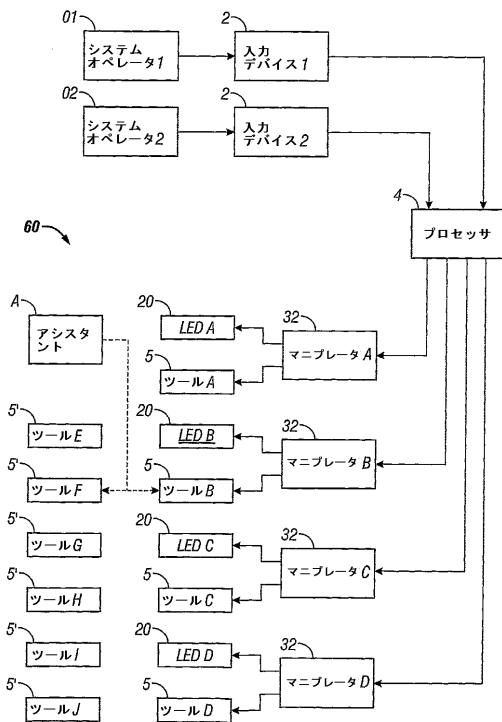 01
システム
オペレータ1
2
入力
デバイス1
02
システム
オペレータ2
2
入力
デバイス2
4
プロセッサ
60
A
アシスタント
20
LED A
32
マニプレータA
5
ツールA
5'
ツールE
20
LED B
32
マニプレータB
5'
ツールF
5
ツールB
5'
ツールG
20
LED C
32
マニプレータC
5'
ツールH
5
ツールC
5'
ツールI
20
LED D
32
マニプレータD
5'
ツールJ
5
ツールD